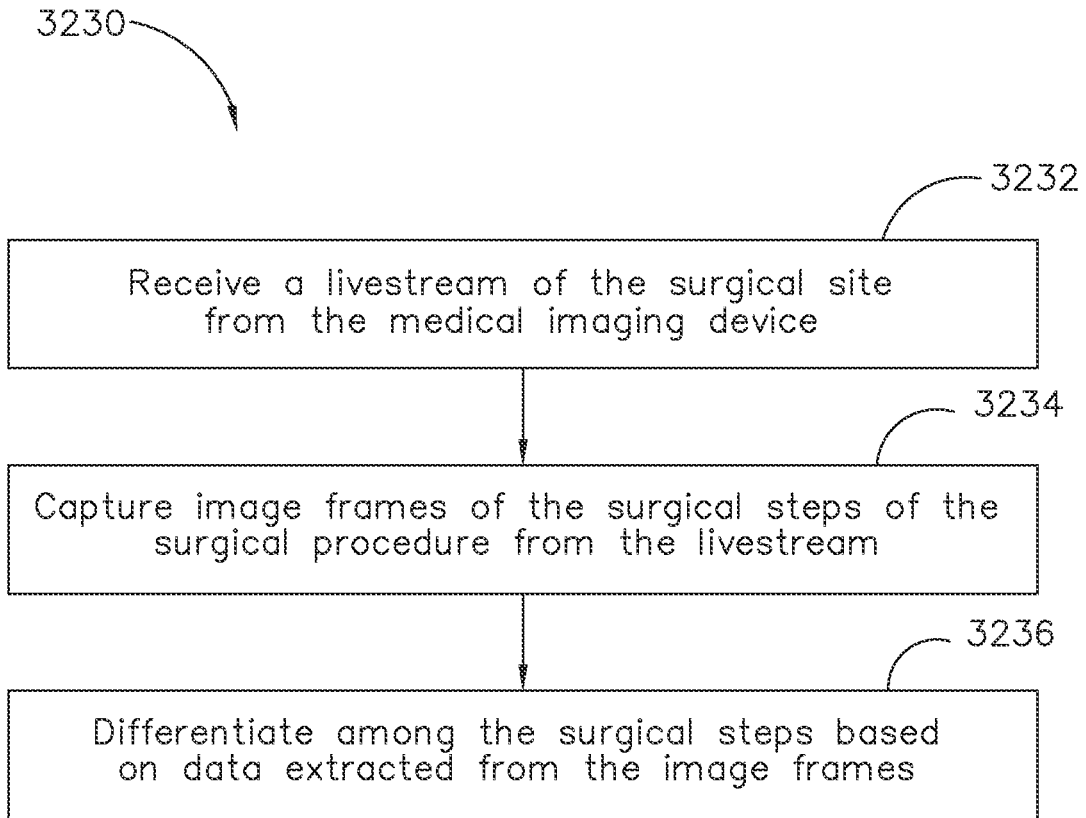 3230
3232
Receive a livestream of the surgical site
from the medical imaging device
3234
Capture image frames of the surgical steps of the
surgical procedure from the livestream
3236
Differentiate among the surgical steps based
on data extracted from the image frames